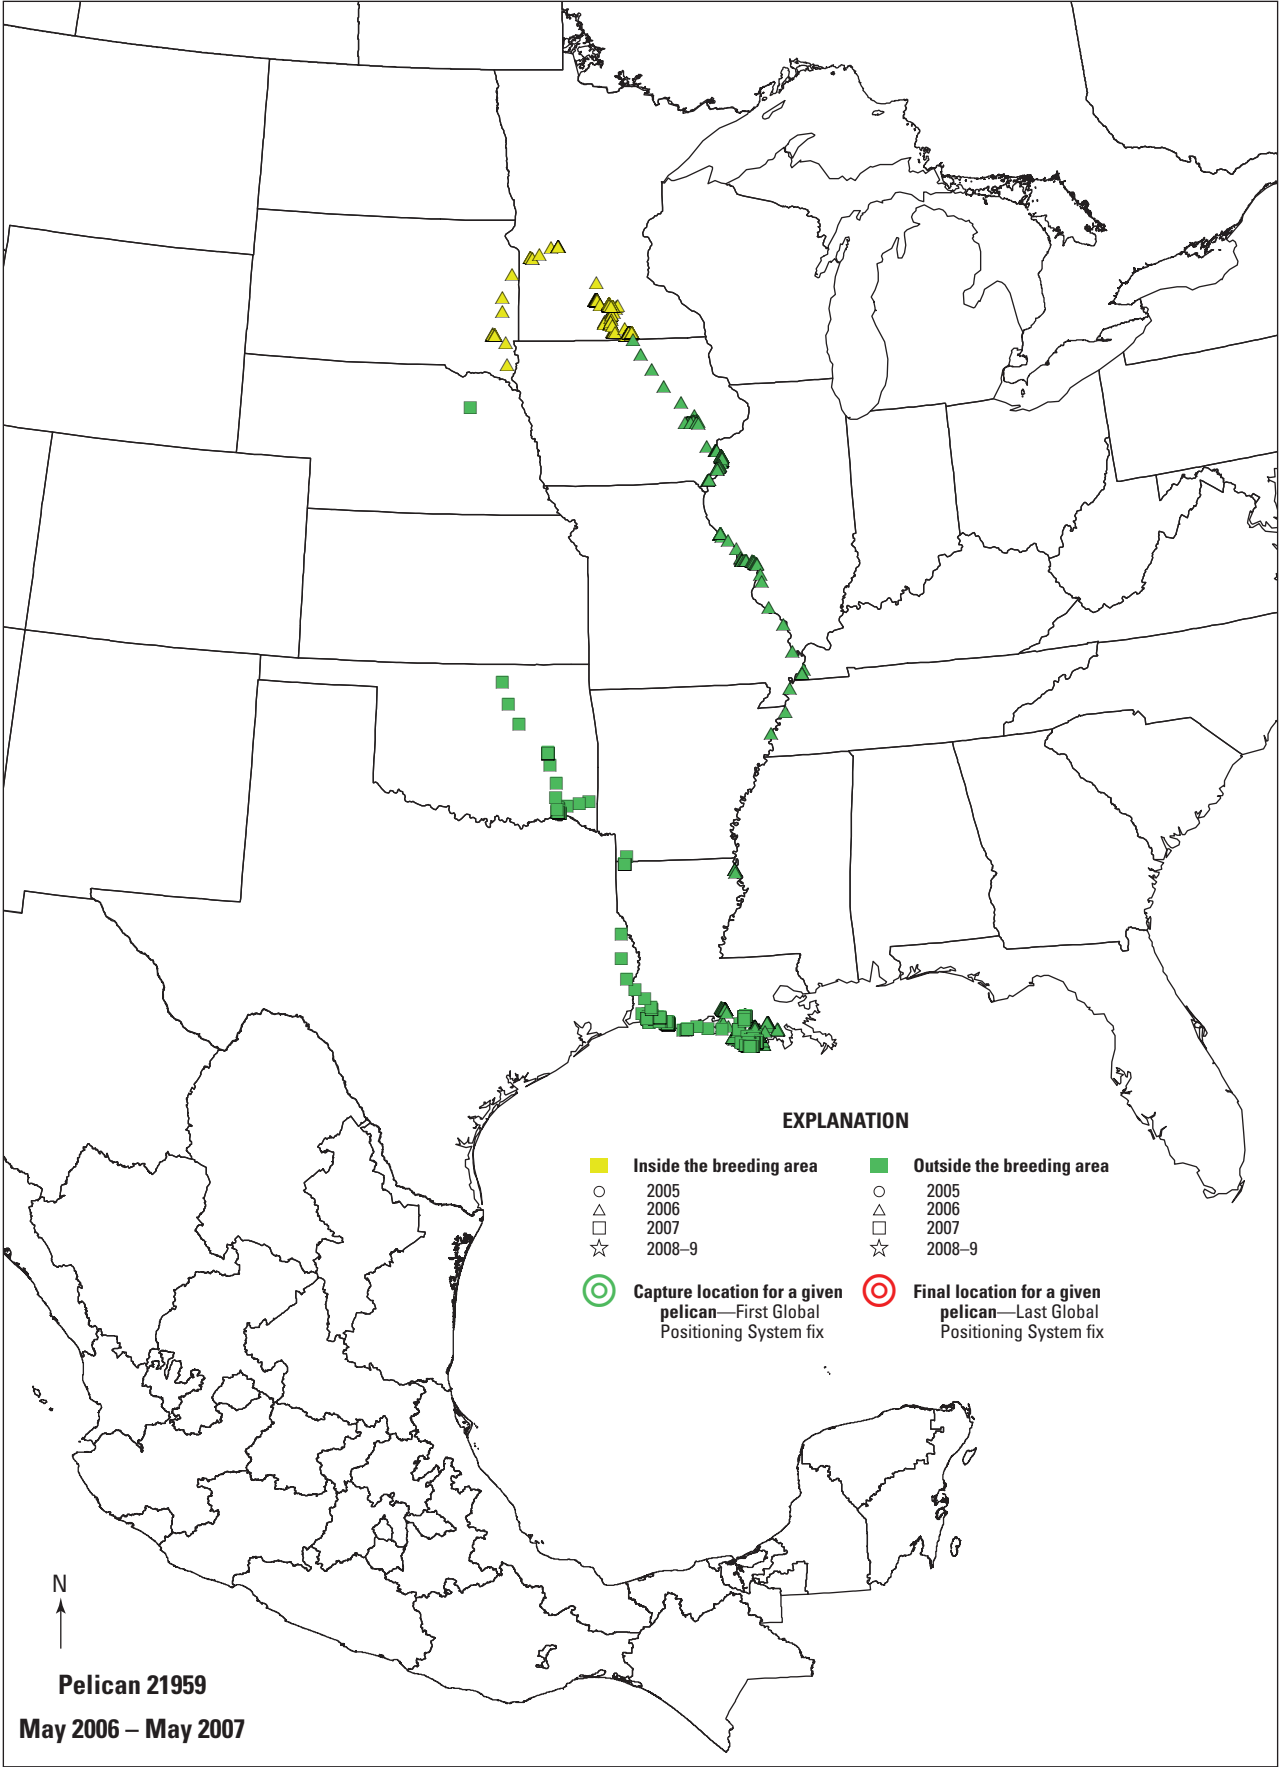 EXPLANATION
Inside the breeding area
2005
2006
2007
2008–9
Outside the breeding area
2005
2006
2007
2008–9
Capture location for a given
pelican—First Global
Positioning System fix
Final location for a given
pelican—Last Global
Positioning System fix
N
Pelican 21959
May 2006 – May 2007